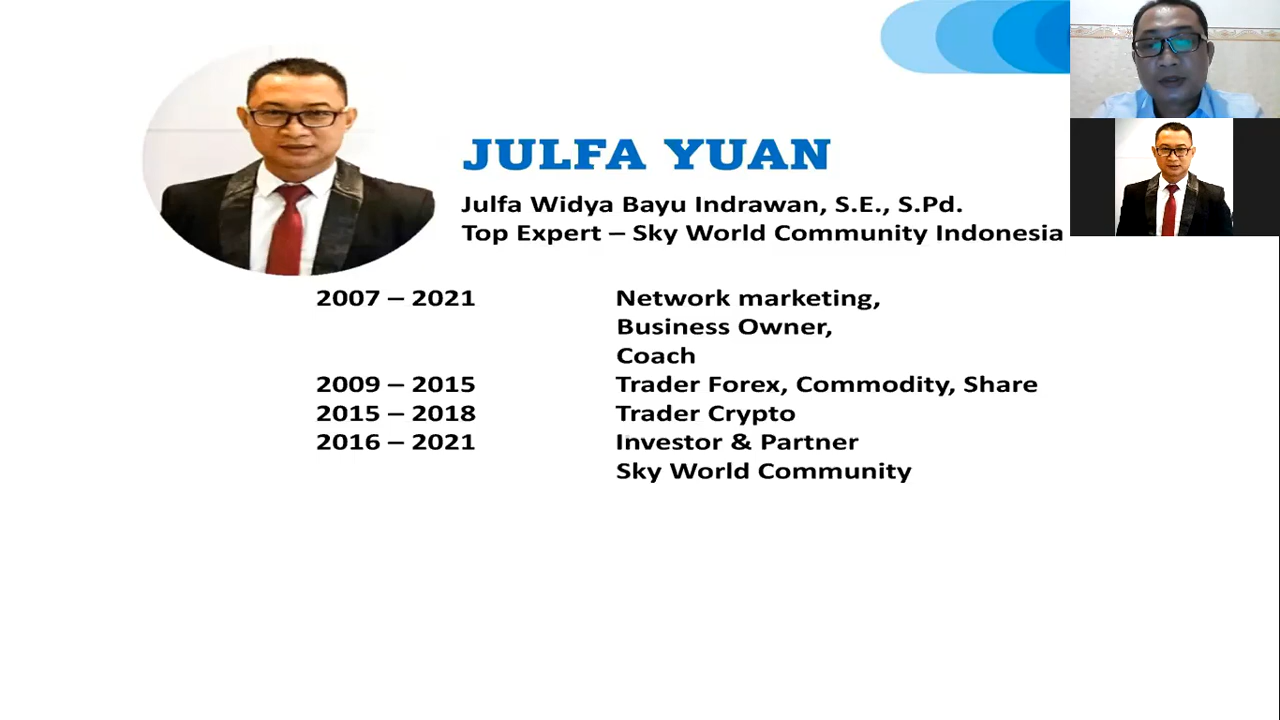 JULFA YUAN
Julfa Widya Bayu Indrawan, S.E., S.Pd.
Top Expert – Sky World Community Indonesia
2007 – 2021 Network marketing,
Business Owner,
Coach
2009 – 2015 Trader Forex, Commodity, Share
2015 – 2018 Trader Crypto
2016 – 2021 Investor & Partner
Sky World Community